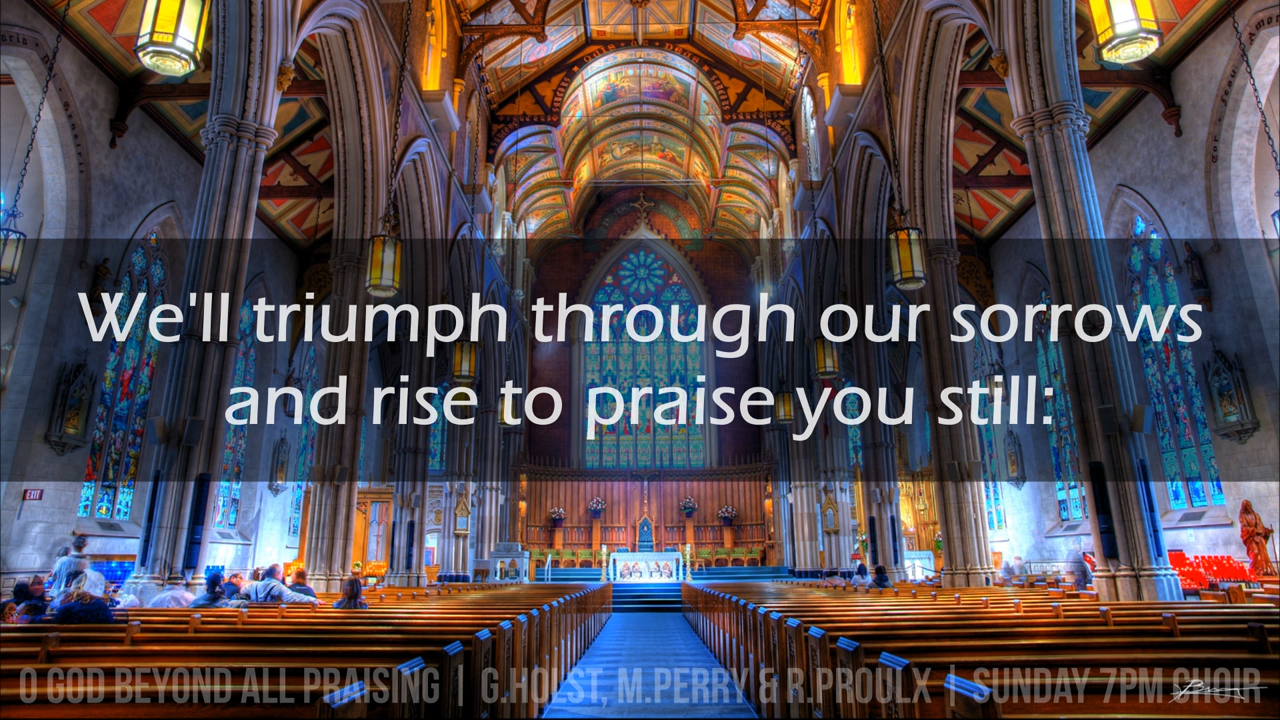 We'll triumph through our sorrows
and rise to praise you still:
EXIT
O GOD BEYOND ALL PRAISING | G.HOLST, M.PERRY & R.PROULX | SUNDAY 7PM CHOIR